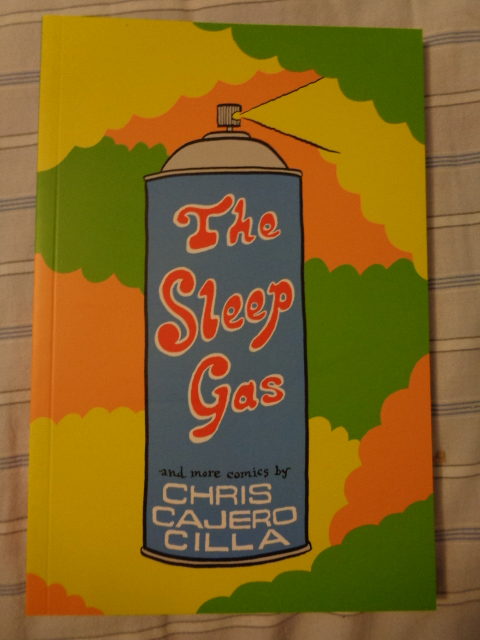 The
Sleep
Gas
and more comics by
CHRIS
CAJERO
CILLA